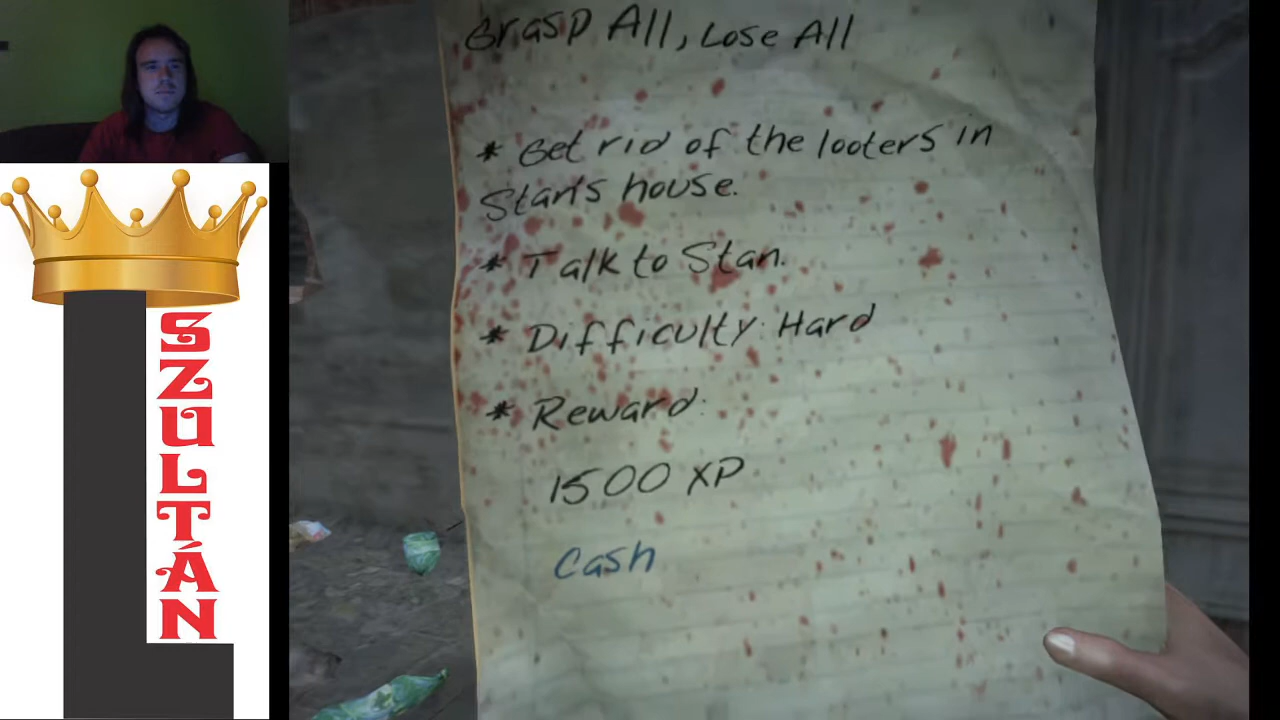 Grasp All, Lose All
* Get rid of the looters in
Stan's house.
* Talk to Stan.
* Difficulty: Hard
* Reward:
1500 XP
Cash
L
SZULTÁN